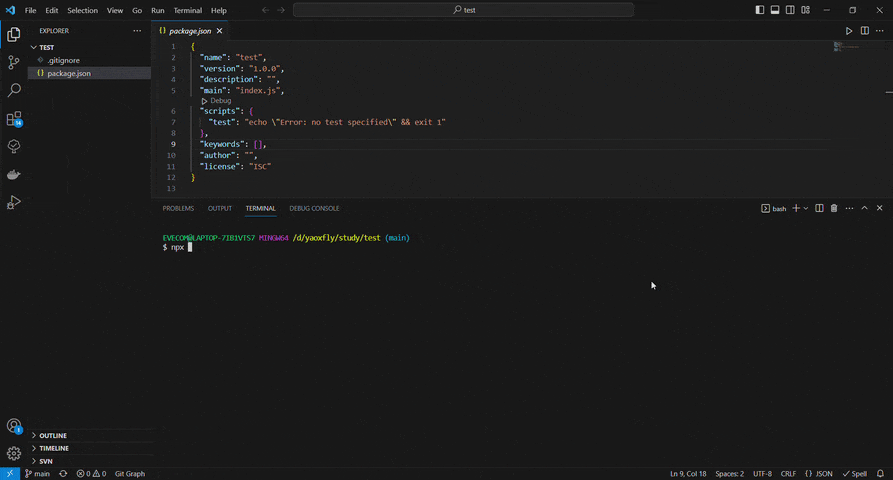 File Edit Selection View Go Run Terminal Help
test
EXPLORER
package.json
TEST
.gitignore
{} package.json
14
1
OUTLINE
TIMELINE
SVN
1 {
2 "name": "test",
3 "version": "1.0.0",
4 "description": "",
5 "main": "index.js",
Debug
6 "scripts": {
7 "test": "echo \"Error: no test specified\" && exit 1"
8 },
9 "keywords": [],
10 "author": "",
11 "license": "ISC"
12 }
13
PROBLEMS OUTPUT TERMINAL DEBUG CONSOLE
bash
EVECOM@LAPTOP-7IB1VTS7 MINGW64 /d/yaoxfly/study/test (main)
$ npx
main 0 0 Git Graph
Ln 9, Col 18 Spaces: 2 UTF-8 CRLF {} JSON Spell